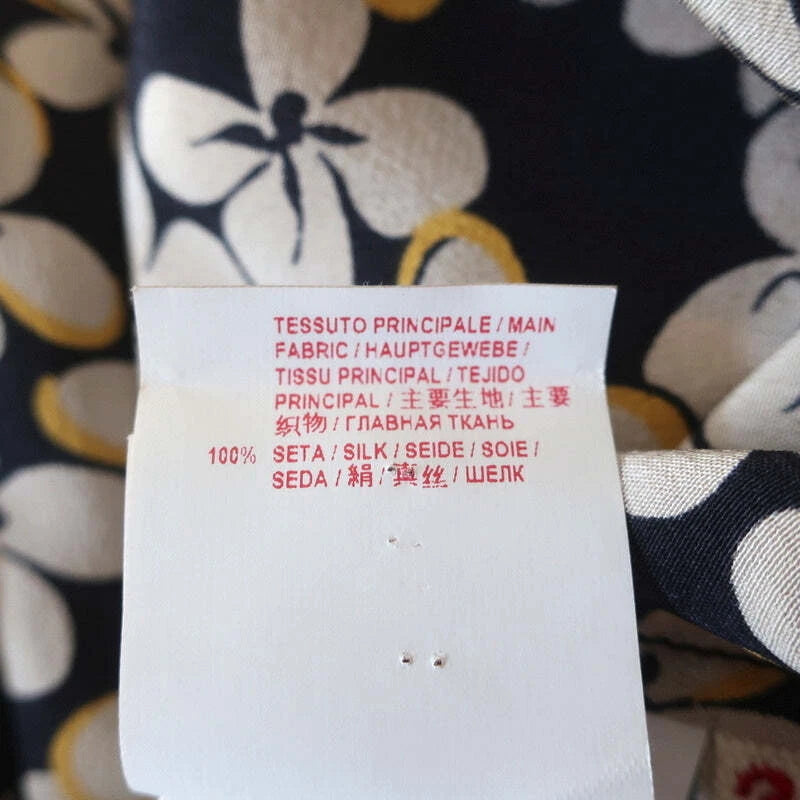 TESSUTO PRINCIPALE / MAIN
FABRIC / HAUPTGEWEBE /
TISSU PRINCIPAL / TEJIDO
PRINCIPAL / 主要生地 / 主要
织物 / ГЛАВНАЯ ТКАНЬ
100% SETA / SILK / SEIDE / SOIE /
SEDA / 絹 / 真丝 / ШЕЛК